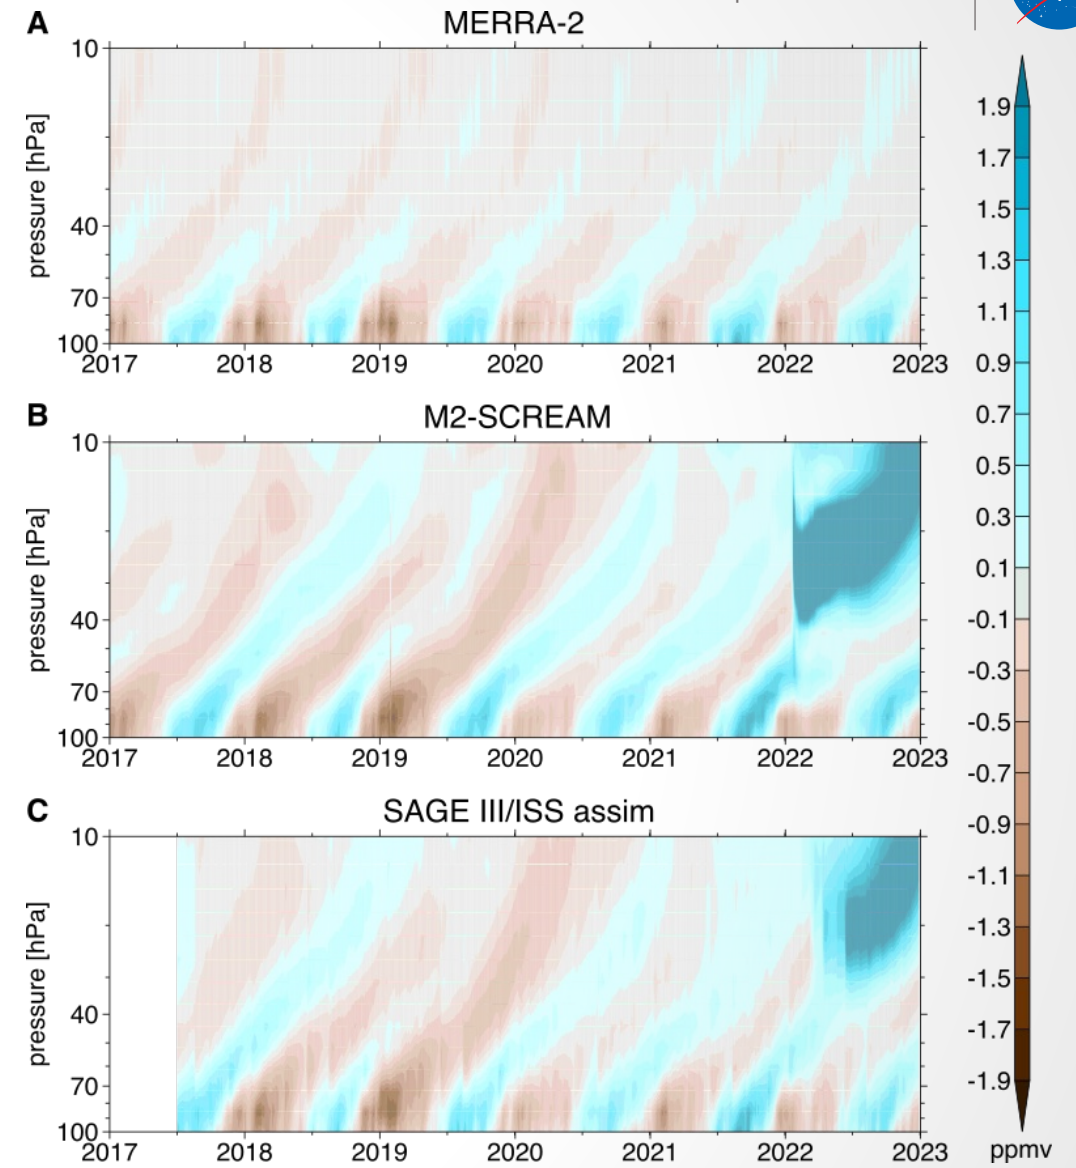 A
MERRA-2
10
40
70
100
pressure [hPa]
2017 2018 2019 2020 2021 2022 2023
B
M2-SCREAM
10
40
70
100
pressure [hPa]
2017 2018 2019 2020 2021 2022 2023
C
SAGE III/ISS assim
10
40
70
100
pressure [hPa]
2017 2018 2019 2020 2021 2022 2023
1.9
1.7
1.5
1.3
1.1
0.9
0.7
0.5
0.3
0.1
-0.1
-0.3
-0.5
-0.7
-0.9
-1.1
-1.3
-1.5
-1.7
-1.9
ppmv